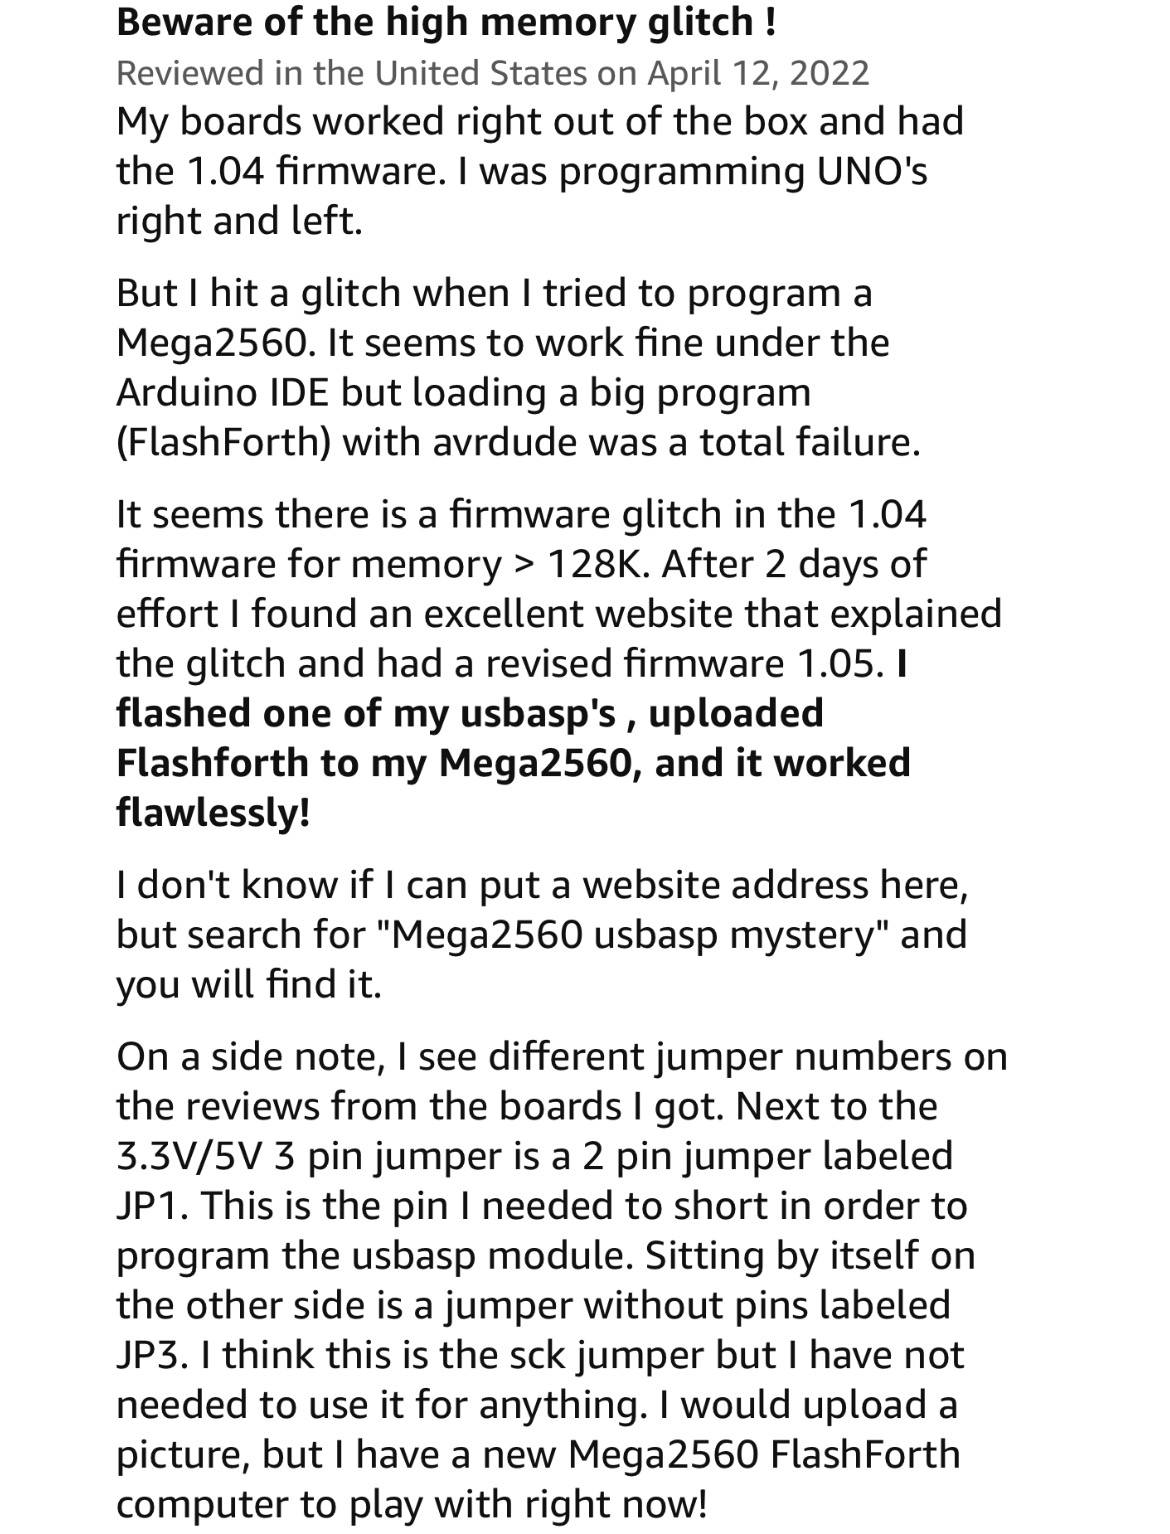 Beware of the high memory glitch !
Reviewed in the United States on April 12, 2022
My boards worked right out of the box and had
the 1.04 firmware. I was programming UNO's
right and left.
But I hit a glitch when I tried to program a
Mega2560. It seems to work fine under the
Arduino IDE but loading a big program
(FlashForth) with avrdude was a total failure.
It seems there is a firmware glitch in the 1.04
firmware for memory > 128K. After 2 days of
effort I found an excellent website that explained
the glitch and had a revised firmware 1.05. I
flashed one of my usbasp's , uploaded
Flashforth to my Mega2560, and it worked
flawlessly!
I don't know if I can put a website address here,
but search for "Mega2560 usbasp mystery" and
you will find it.
On a side note, I see different jumper numbers on
the reviews from the boards I got. Next to the
3.3V/5V 3 pin jumper is a 2 pin jumper labeled
JP1. This is the pin I needed to short in order to
program the usbasp module. Sitting by itself on
the other side is a jumper without pins labeled
JP3. I think this is the sck jumper but I have not
needed to use it for anything. I would upload a
picture, but I have a new Mega2560 FlashForth
computer to play with right now!